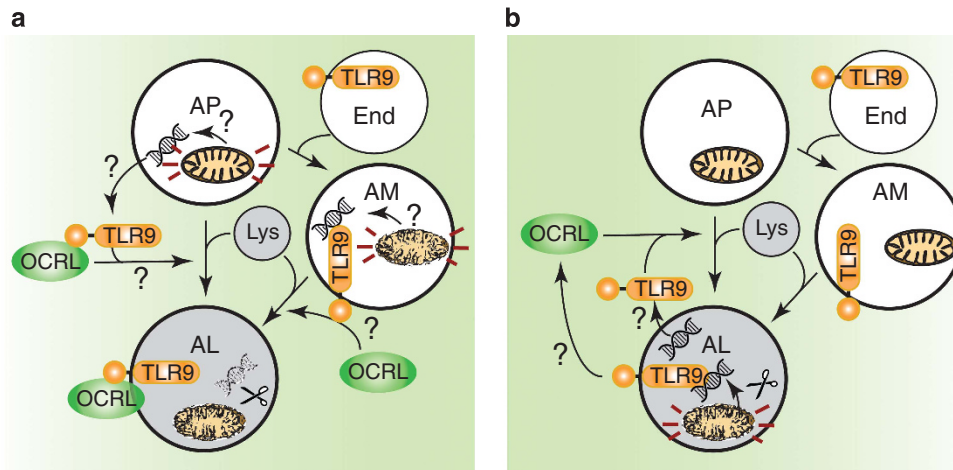 a
TLR9
End
AP
?
?
AM
?
TLR9
OCRL
?
Lys
TLR9
?
OCRL
AL
TLR9
OCRL
b
TLR9
End
AP
AM
OCRL
Lys
TLR9
TLR9
?
?
AL
TLR9